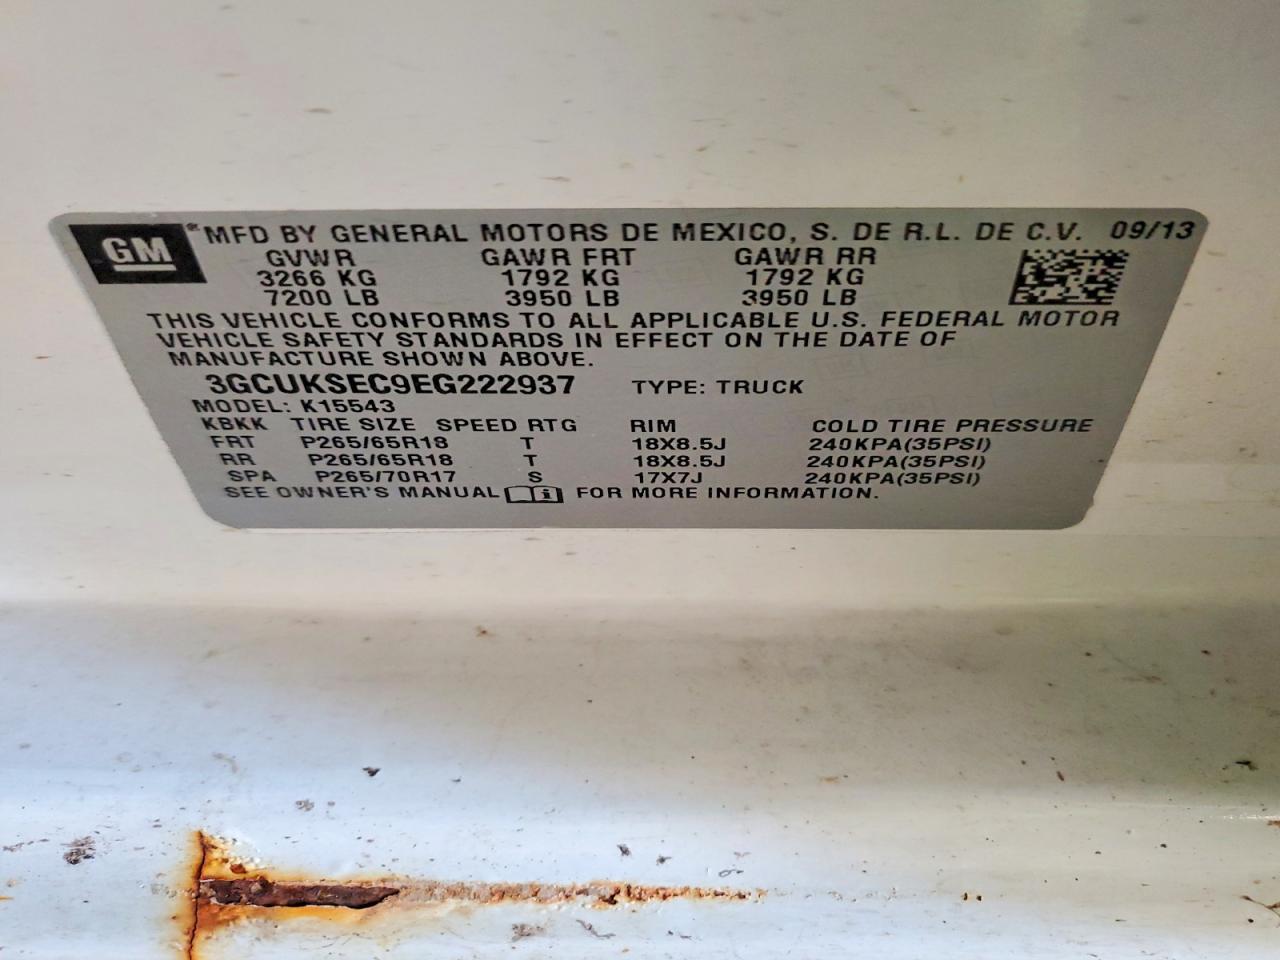 GM® MFD BY GENERAL MOTORS DE MEXICO, S. DE R.L. DE C.V. 09/13
GVWR GAWR FRT GAWR RR
3266 KG 1792 KG 1792 KG
7200 LB 3950 LB 3950 LB
THIS VEHICLE CONFORMS TO ALL APPLICABLE U.S. FEDERAL MOTOR
VEHICLE SAFETY STANDARDS IN EFFECT ON THE DATE OF
MANUFACTURE SHOWN ABOVE.
3GCUKSEC9EG222937 TYPE: TRUCK
MODEL: K15543
KBKK TIRE SIZE SPEED RTG RIM COLD TIRE PRESSURE
FRT P265/65R18 T 18X8.5J 240KPA(35PSI)
RR P265/65R18 T 18X8.5J 240KPA(35PSI)
SPA P265/70R17 S 17X7J 240KPA(35PSI)
SEE OWNER'S MANUAL i FOR MORE INFORMATION.